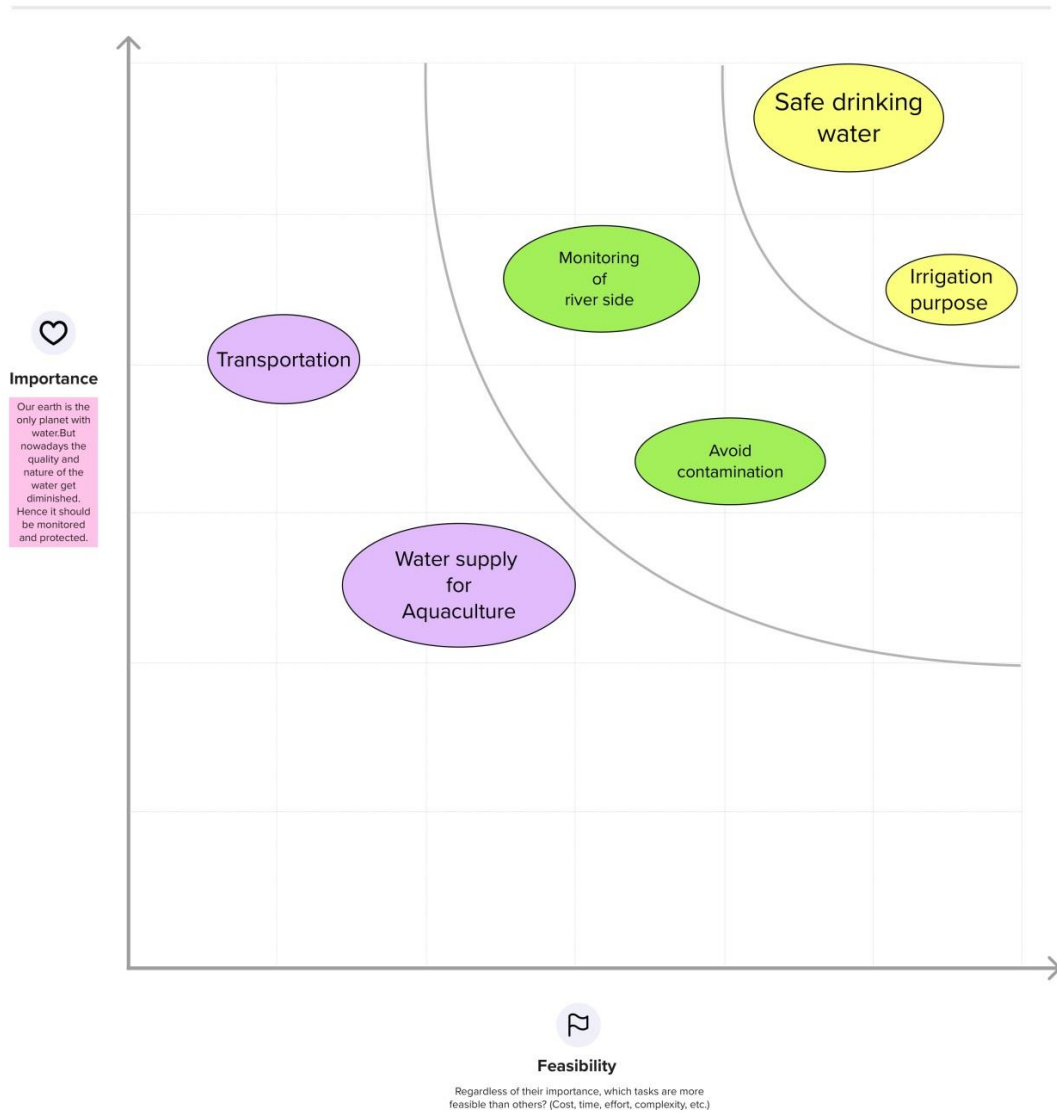 Safe drinking
water
Monitoring
of
river side
Irrigation
purpose
Transportation
Importance
Our earth is the
only planet with
water.But
nowadays the
quality and
nature of the
water get
diminished.
Hence it should
be monitored
and protected.
Avoid
contamination
Water supply
for
Aquaculture
Feasibility
Regardless of their importance, which tasks are more
feasible than others? (Cost, time, effort, complexity, etc.)